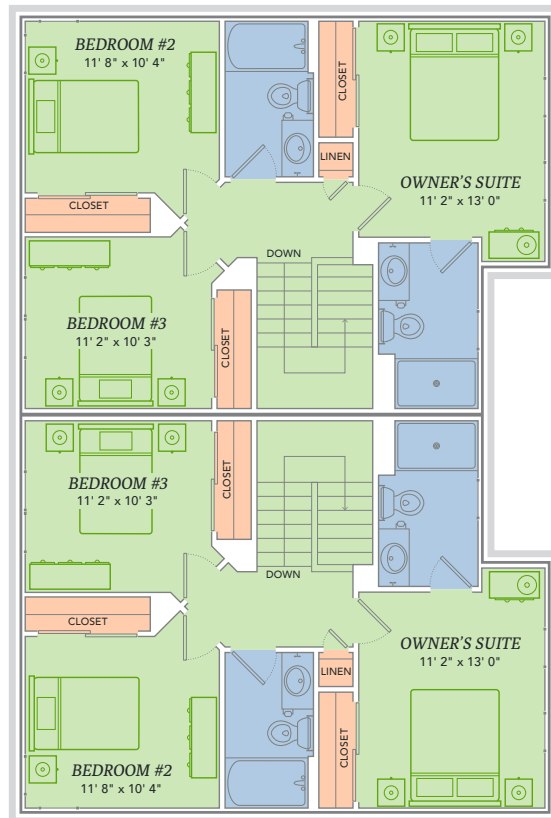 BEDROOM #2
11' 8" x 10' 4"
CLOSET
LINEN
OWNER'S SUITE
11' 2" x 13' 0"
CLOSET
DOWN
BEDROOM #3
11' 2" x 10' 3"
CLOSET
BEDROOM #3
11' 2" x 10' 3"
CLOSET
DOWN
CLOSET
OWNER'S SUITE
11' 2" x 13' 0"
LINEN
CLOSET
BEDROOM #2
11' 8" x 10' 4"